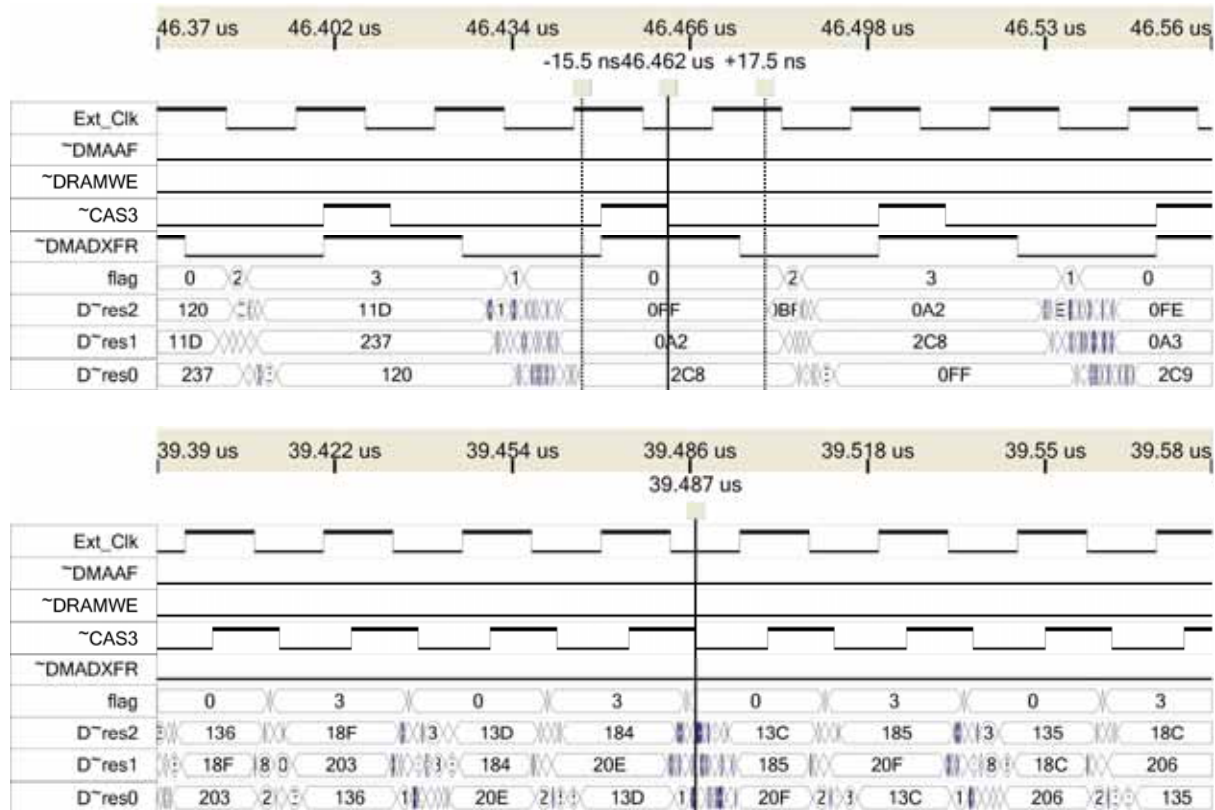 46.37 us 46.402 us 46.434 us 46.466 us 46.498 us 46.53 us 46.56 us
-15.5 ns 46.462 us +17.5 ns
Ext_Clk
~DMAAF
~DRAMWE
~CAS3
~DMADXFR
flag 0 2 3 1 0 2 3 1 0
D~res2 120 11D 1 0FF 0A2 0FE
D~res1 11D 237 0A2 2C8 0A3
D~res0 237 120 2C8 0FF 2C9
39.39 us 39.422 us 39.454 us 39.486 us 39.518 us 39.55 us 39.58 us
39.487 us
Ext_Clk
~DMAAF
~DRAMWE
~CAS3
~DMADXFR
flag 0 3 0 3 0 3 0 3
D~res2 136 18F 3 13D 184 13C 185 3 135 18C
D~res1 18F 8 0 203 184 20E 185 20F 8 18C 206
D~res0 203 2 136 1 20E 2 13D 1 20F 2 13C 1 206 2 135